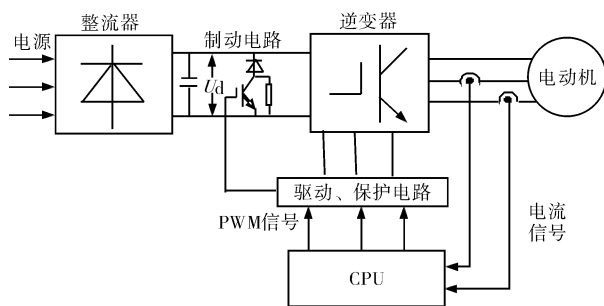 整流器
制动电路
逆变器
电源
Ud
电动机
驱动、保护电路
PWM信号
电流
信号
CPU